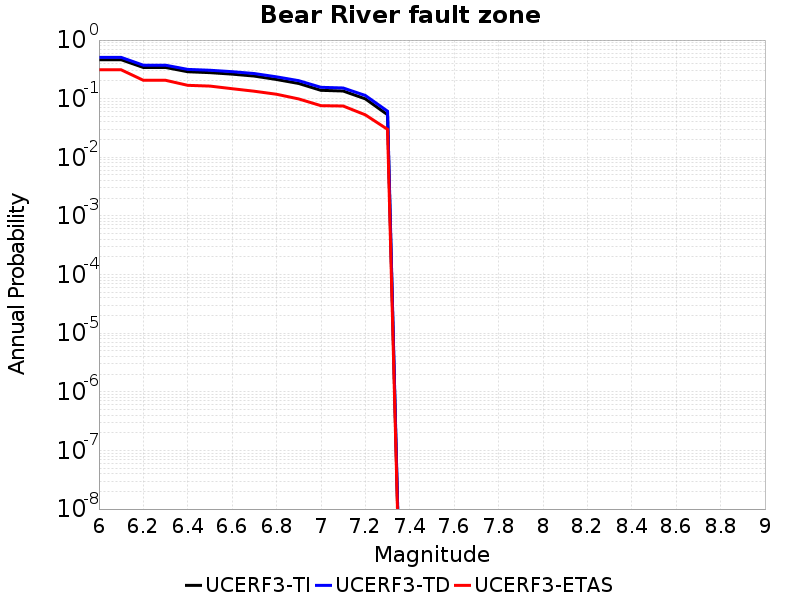 Bear River fault zone
10^0
10^-1
10^-2
10^-3
10^-4
10^-5
10^-6
10^-7
10^-8
Annual Probability
6 6.2 6.4 6.6 6.8 7 7.2 7.4 7.6 7.8 8 8.2 8.4 8.6 8.8 9
Magnitude
UCERF3-TI UCERF3-TD UCERF3-ETAS